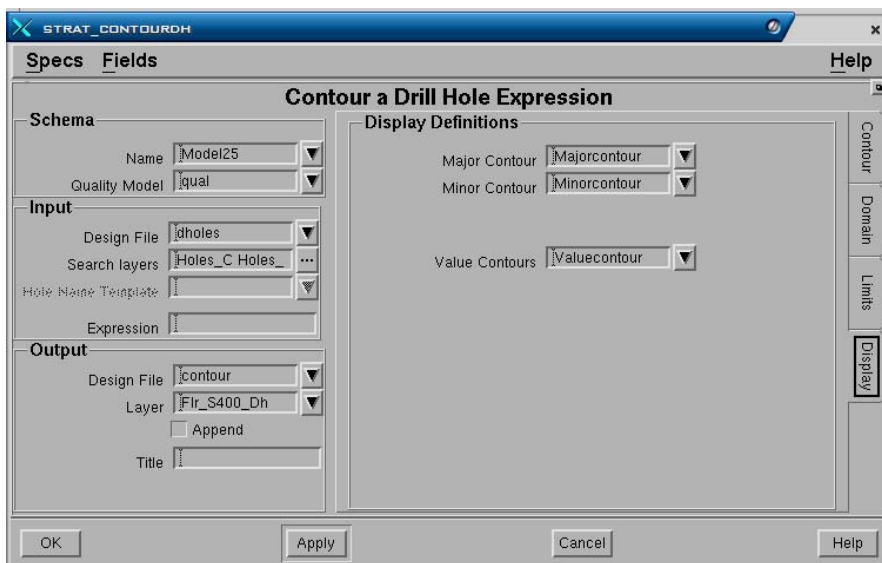 STRAT_CONTOURDH
Specs Fields Help
Contour a Drill Hole Expression
Schema
Name Model25
Quality Model qual
Input
Design File dholes
Search layers Holes_C Holes_ ...
Hole Name Template
Expression
Output
Design File contour
Layer Flr_S400_Dh
Append
Title
Display Definitions
Major Contour Majorcontour
Minor Contour Minorcontour
Value Contours Valuecontour
Contour
Domain
Limits
Display
OK Apply Cancel Help